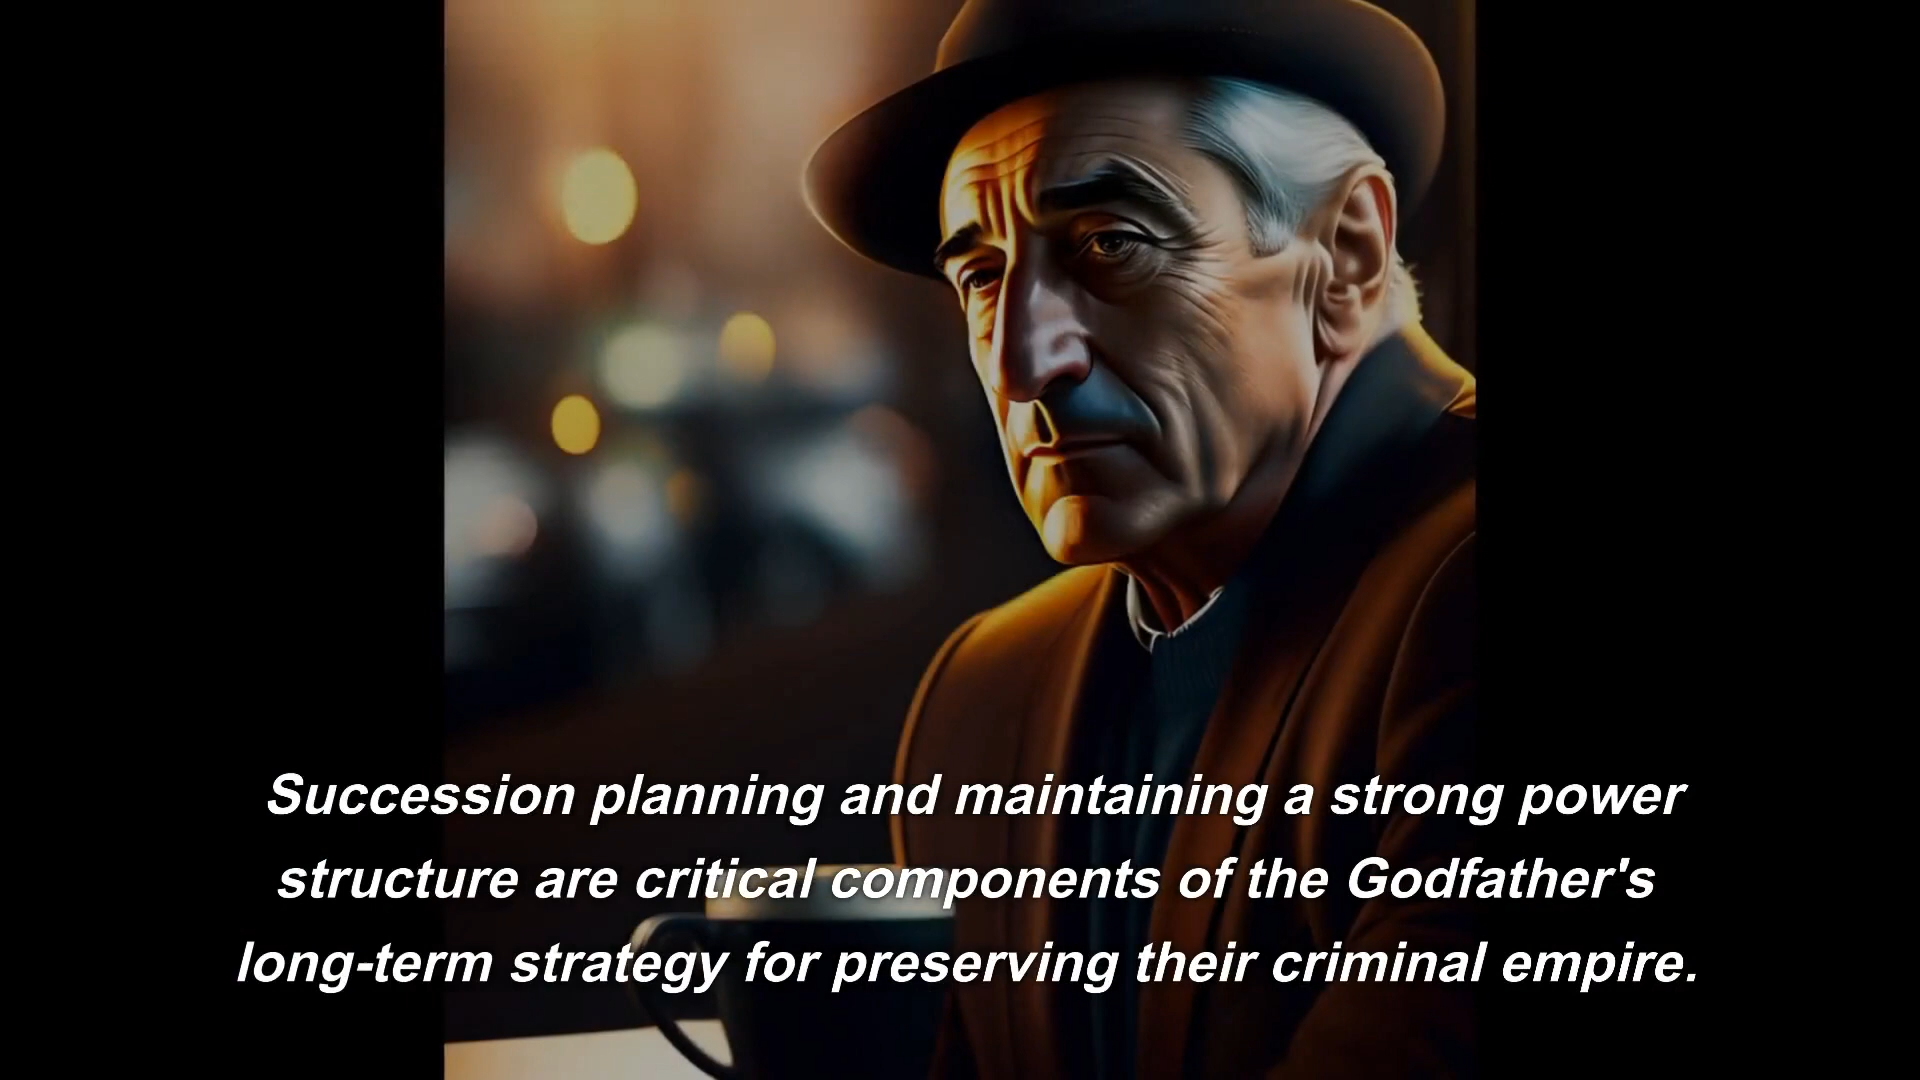 Succession planning and maintaining a strong power
structure are critical components of the Godfather's
long-term strategy for preserving their criminal empire.